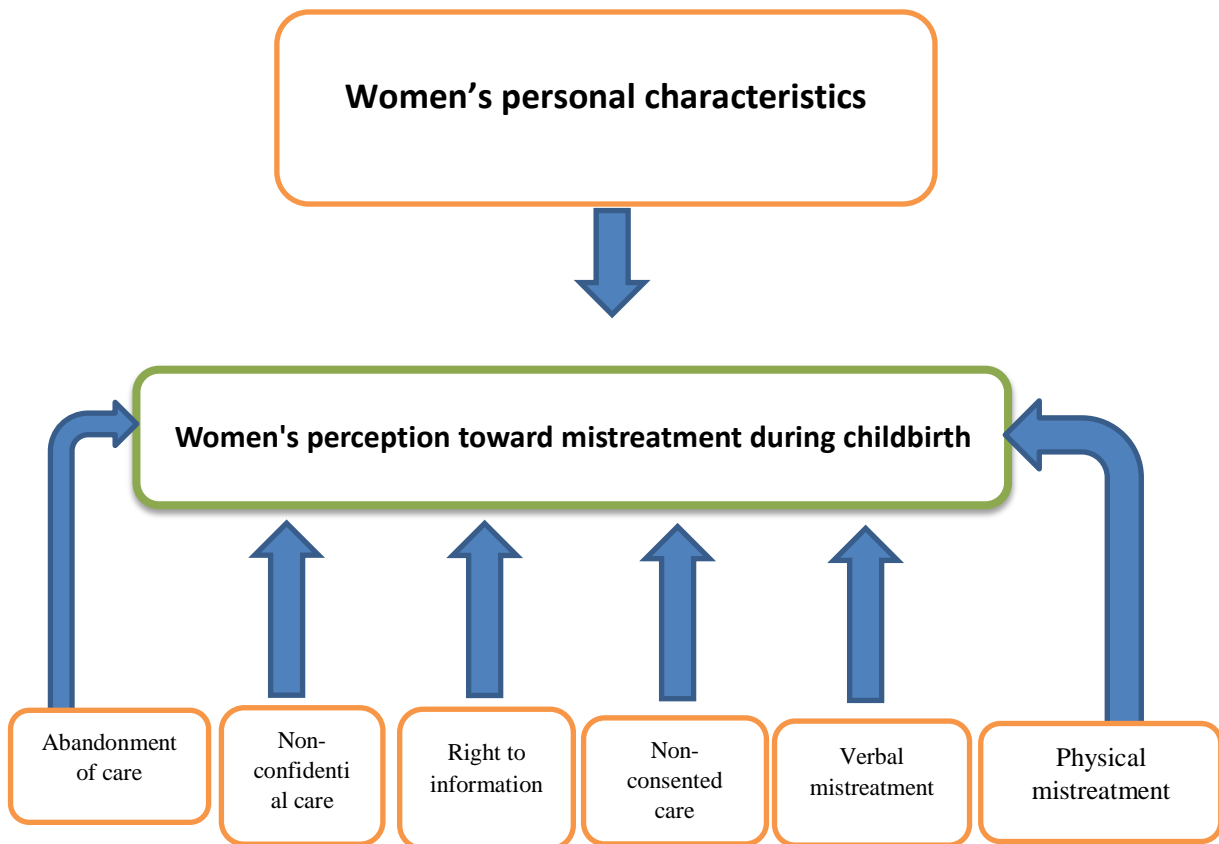 Women’s personal characteristics
Women's perception toward mistreatment during childbirth
Abandonment
of care
Non-
confidenti
al care
Right to
information
Non-
consented
care
Verbal
mistreatment
Physical
mistreatment